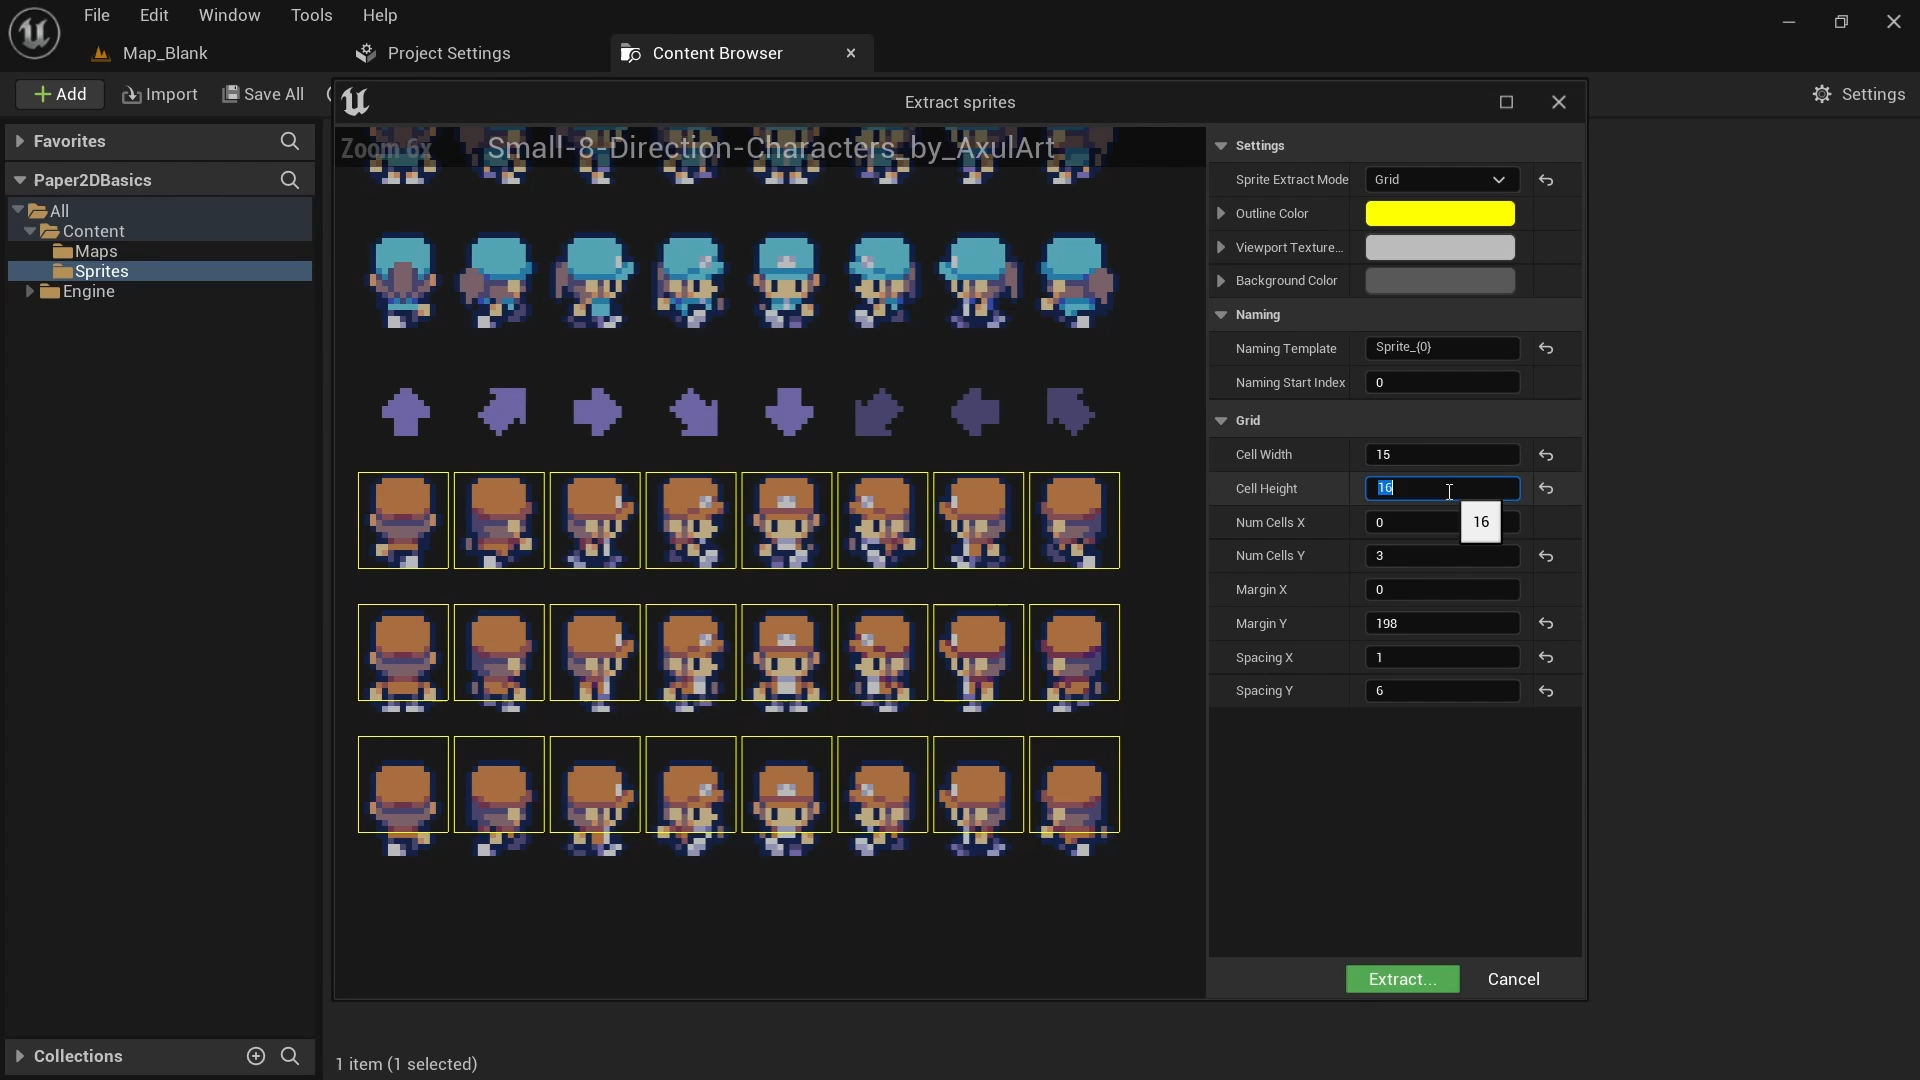 File Edit Window Tools Help
Map_Blank Project Settings Content Browser
Add Import Save All Settings
Extract sprites
Favorites
Paper2DBasics
All
Content
Maps
Sprites
Engine
Collections
Zoom 6x Small-8-Direction-Characters_by_AxulArt
Settings
Sprite Extract Mode Grid
Outline Color
Viewport Texture...
Background Color
Naming
Naming Template Sprite_{0}
Naming Start Index 0
Grid
Cell Width 15
Cell Height 16
Num Cells X 0
16
Num Cells Y 3
Margin X 0
Margin Y 198
Spacing X 1
Spacing Y 6
Extract... Cancel
1 item (1 selected)